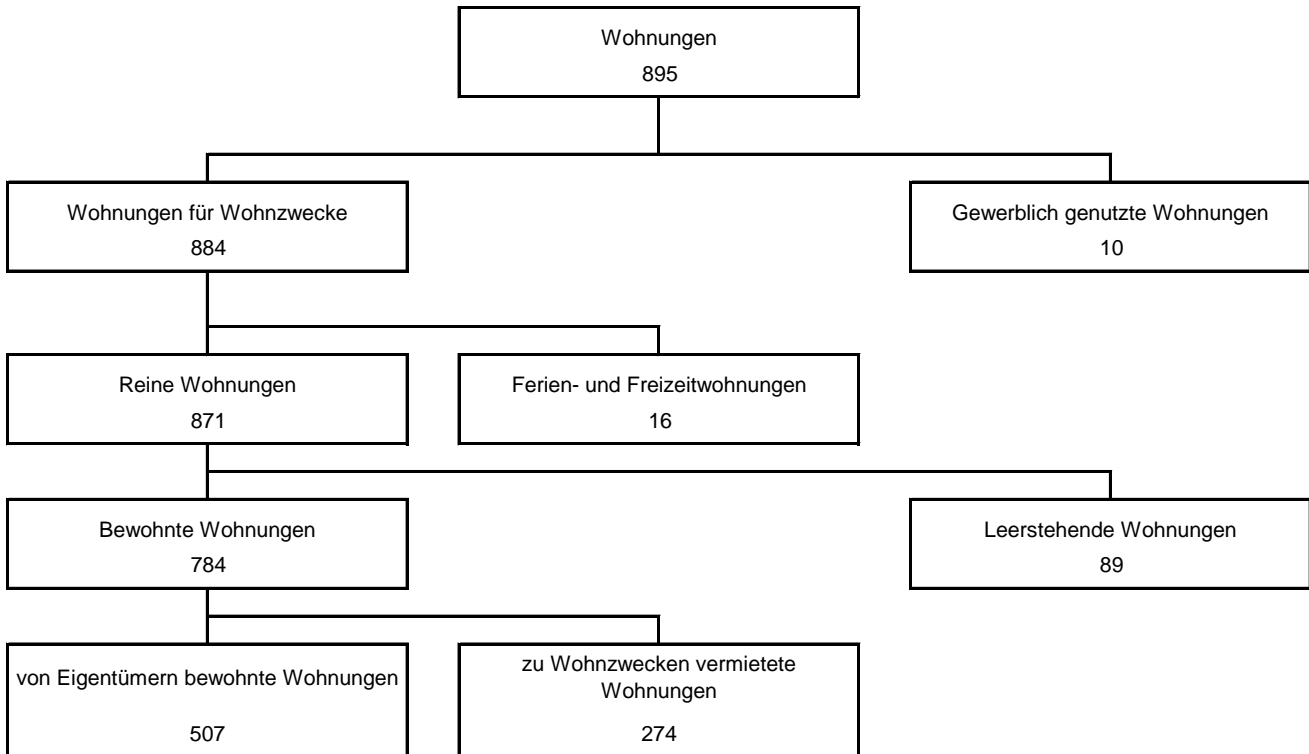 Wohnungen
895
Wohnungen für Wohnzwecke
884
Gewerblich genutzte Wohnungen
10
Reine Wohnungen
871
Ferien- und Freizeitwohnungen
16
Bewohnte Wohnungen
784
Leerstehende Wohnungen
89
von Eigentümern bewohnte Wohnungen
507
zu Wohnzwecken vermietete
Wohnungen
274